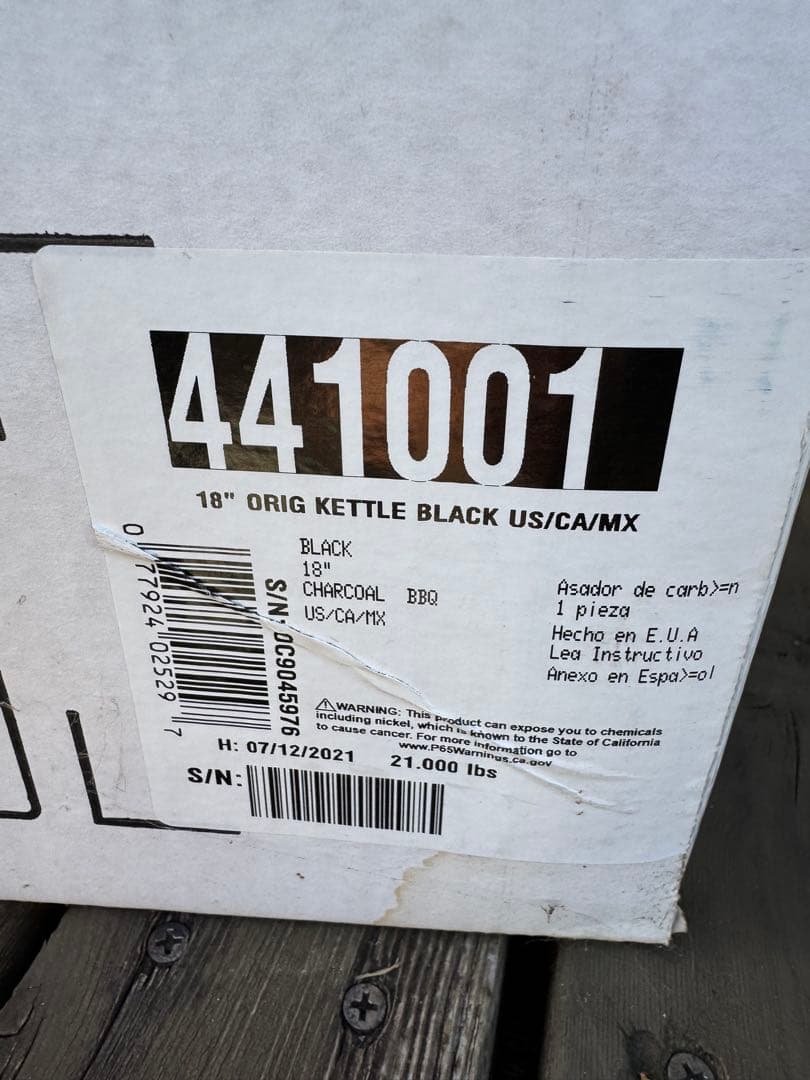 441001
18" ORIG KETTLE BLACK US/CA/MX
BLACK
18"
CHARCOAL BBQ
US/CA/MX
Asador de carb>=n
1 pieza
Hecho en E.U.A
Lea Instructivo
Anexo en Espa>=ol
0 77924 02529 7
S/N: 0C9045976
WARNING: This product can expose you to chemicals
including nickel, which is known to the State of California
to cause cancer. For more information go to
www.P65Warnings.ca.gov
H: 07/12/2021
21.000 lbs
S/N: